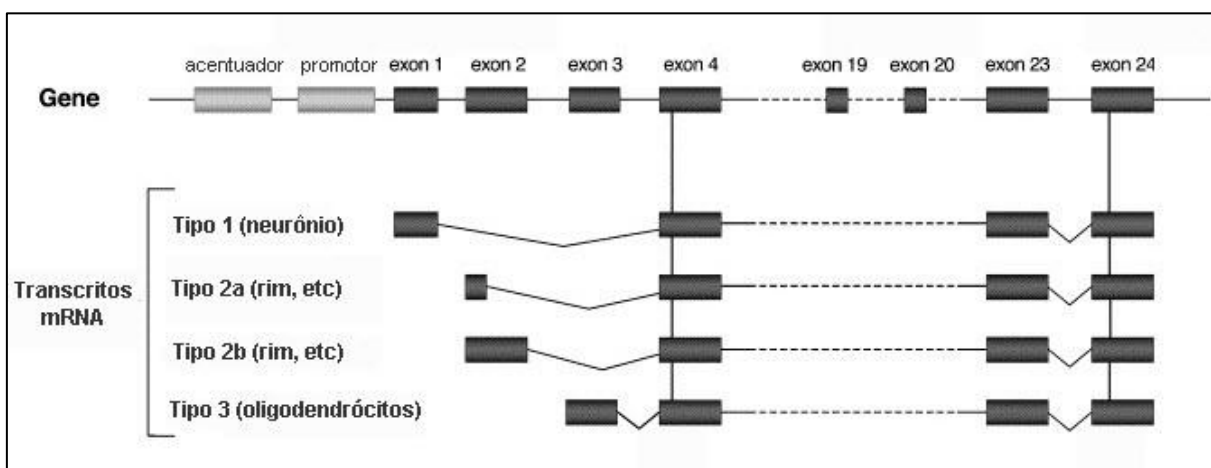 acentuador promotor exon 1 exon 2 exon 3 exon 4 exon 19 exon 20 exon 23 exon 24
Gene
Tipo 1 (neurônio)
Tipo 2a (rim, etc)
Transcritos
mRNA
Tipo 2b (rim, etc)
Tipo 3 (oligodendrócitos)